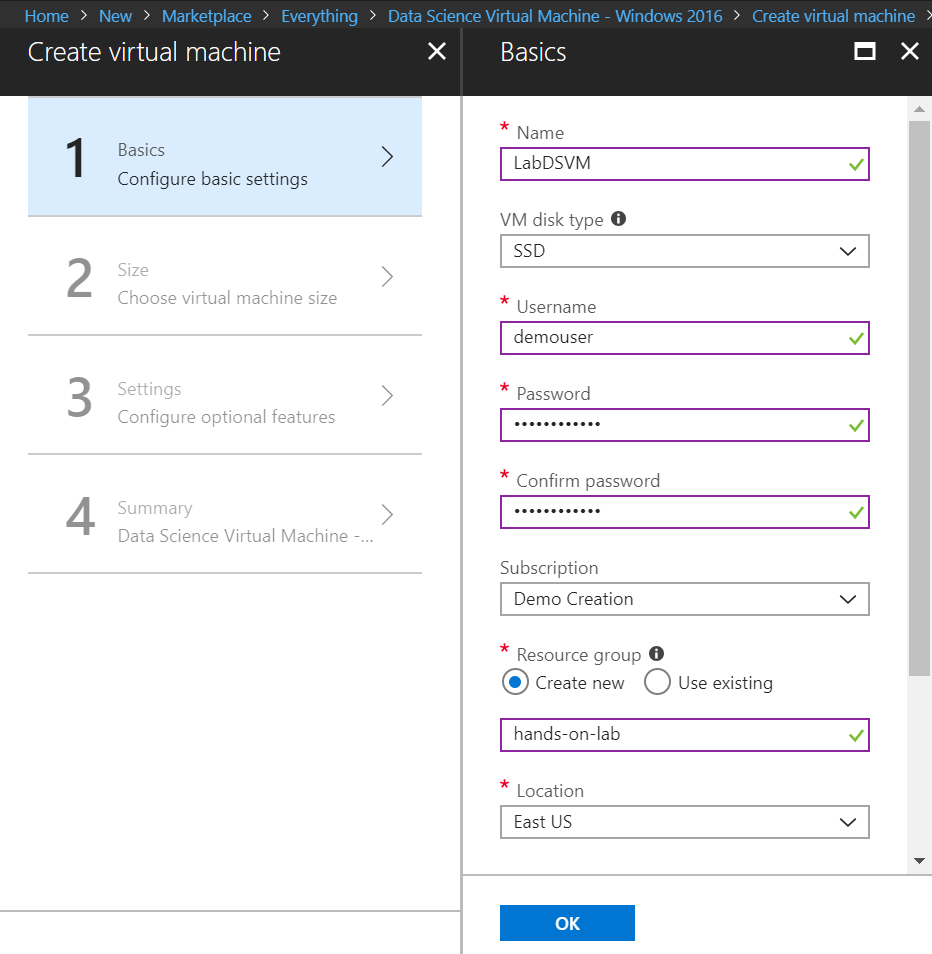 Home > New > Marketplace > Everything > Data Science Virtual Machine - Windows 2016 > Create virtual machine >
Create virtual machine
1
Basics
Configure basic settings
2
Size
Choose virtual machine size
3
Settings
Configure optional features
4
Summary
Data Science Virtual Machine -...
Basics
* Name
LabDSVM
VM disk type
SSD
* Username
demouser
* Password
••••••••••••
* Confirm password
••••••••••••
Subscription
Demo Creation
* Resource group
Create new Use existing
hands-on-lab
* Location
East US
OK